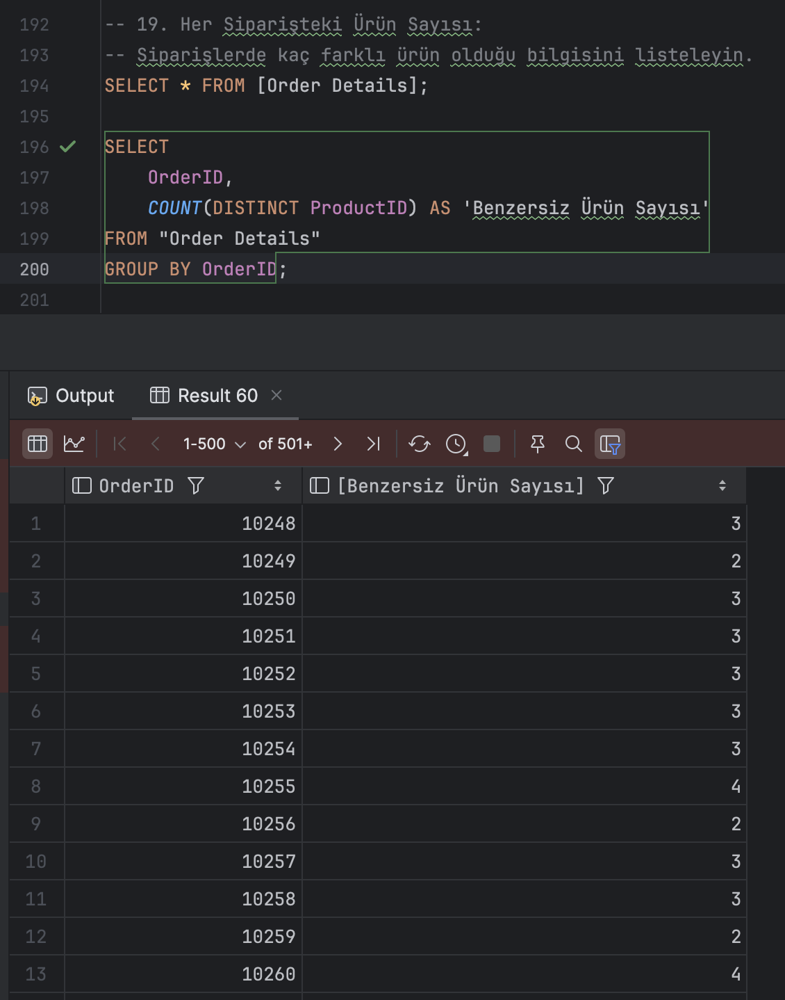 192 -- 19. Her Siparişteki Ürün Sayısı:
193 -- Siparişlerde kaç farklı ürün olduğu bilgisini listeleyin.
194 SELECT * FROM [Order Details];
195
196 SELECT
197 OrderID,
198 COUNT(DISTINCT ProductID) AS 'Benzersiz Ürün Sayısı'
199 FROM "Order Details"
200 GROUP BY OrderID;
201
Output Result 60
1-500 of 501+
OrderID [Benzersiz Ürün Sayısı]
1 10248 3
2 10249 2
3 10250 3
4 10251 3
5 10252 3
6 10253 3
7 10254 3
8 10255 4
9 10256 2
10 10257 3
11 10258 3
12 10259 2
13 10260 4